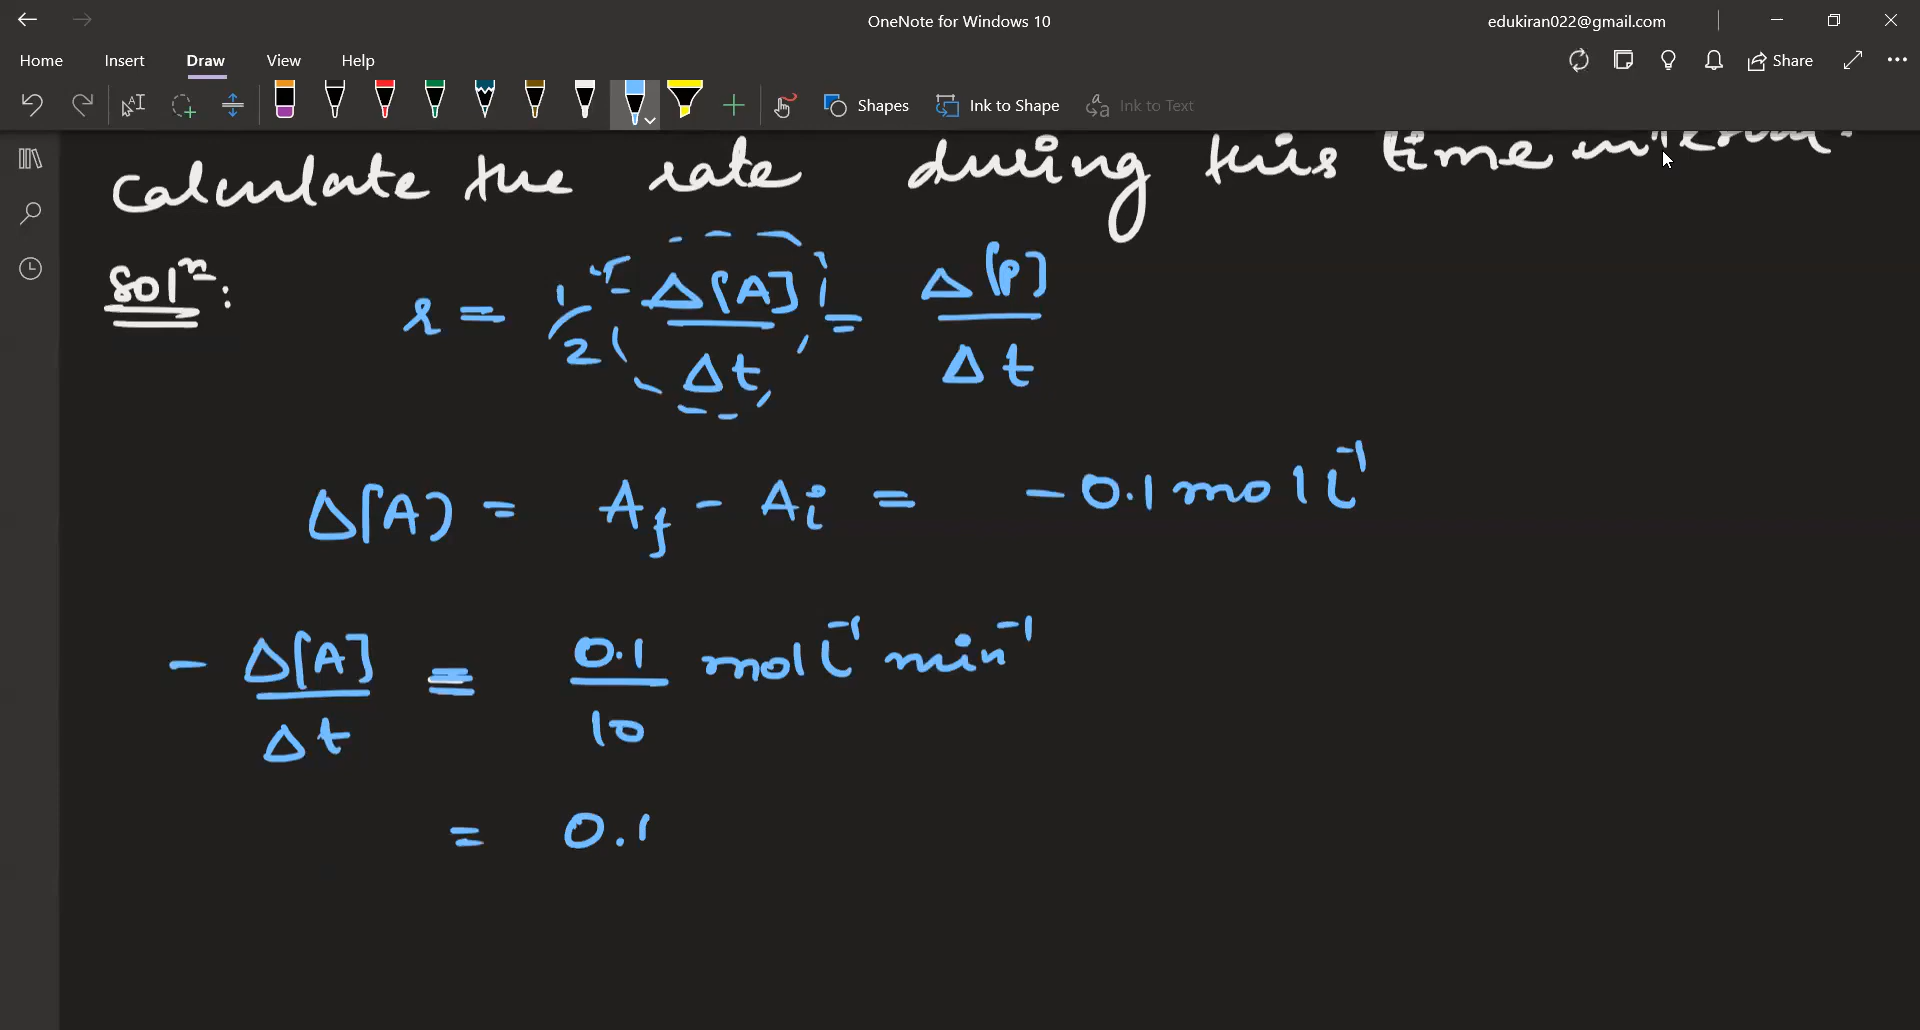 OneNote for Windows 10
edukiran022@gmail.com
Home Insert Draw View Help
Share
Shapes Ink to Shape Ink to Text
calculate the rate during this time interval.
Solⁿ:
r = 1/2 (- Δ[A]/Δt) = Δ[P]/Δt
Δ[A) = A_f - A_i = - 0.1 mol L⁻¹
- Δ[A]/Δt = 0.1/10 mol L⁻¹ min⁻¹
= 0.1